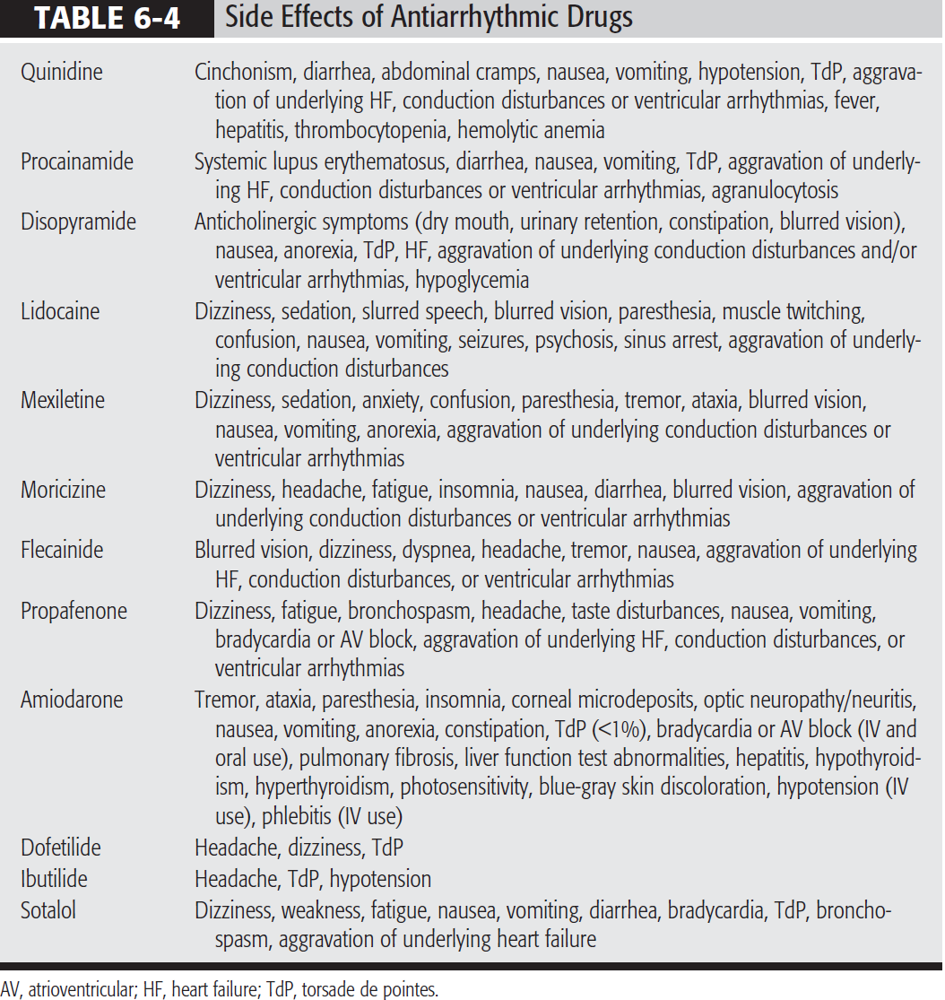 TABLE 6-4 Side Effects of Antiarrhythmic Drugs
Quinidine Cinchonism, diarrhea, abdominal cramps, nausea, vomiting, hypotension, TdP, aggrava-
tion of underlying HF, conduction disturbances or ventricular arrhythmias, fever,
hepatitis, thrombocytopenia, hemolytic anemia
Procainamide Systemic lupus erythematosus, diarrhea, nausea, vomiting, TdP, aggravation of underly-
ing HF, conduction disturbances or ventricular arrhythmias, agranulocytosis
Disopyramide Anticholinergic symptoms (dry mouth, urinary retention, constipation, blurred vision),
nausea, anorexia, TdP, HF, aggravation of underlying conduction disturbances and/or
ventricular arrhythmias, hypoglycemia
Lidocaine Dizziness, sedation, slurred speech, blurred vision, paresthesia, muscle twitching,
confusion, nausea, vomiting, seizures, psychosis, sinus arrest, aggravation of underly-
ing conduction disturbances
Mexiletine Dizziness, sedation, anxiety, confusion, paresthesia, tremor, ataxia, blurred vision,
nausea, vomiting, anorexia, aggravation of underlying conduction disturbances or
ventricular arrhythmias
Moricizine Dizziness, headache, fatigue, insomnia, nausea, diarrhea, blurred vision, aggravation of
underlying conduction disturbances or ventricular arrhythmias
Flecainide Blurred vision, dizziness, dyspnea, headache, tremor, nausea, aggravation of underlying
HF, conduction disturbances, or ventricular arrhythmias
Propafenone Dizziness, fatigue, bronchospasm, headache, taste disturbances, nausea, vomiting,
bradycardia or AV block, aggravation of underlying HF, conduction disturbances, or
ventricular arrhythmias
Amiodarone Tremor, ataxia, paresthesia, insomnia, corneal microdeposits, optic neuropathy/neuritis,
nausea, vomiting, anorexia, constipation, TdP (<1%), bradycardia or AV block (IV and
oral use), pulmonary fibrosis, liver function test abnormalities, hepatitis, hypothyroid-
ism, hyperthyroidism, photosensitivity, blue-gray skin discoloration, hypotension (IV
use), phlebitis (IV use)
Dofetilide Headache, dizziness, TdP
Ibutilide Headache, TdP, hypotension
Sotalol Dizziness, weakness, fatigue, nausea, vomiting, diarrhea, bradycardia, TdP, broncho-
spasm, aggravation of underlying heart failure
AV, atrioventricular; HF, heart failure; TdP, torsade de pointes.